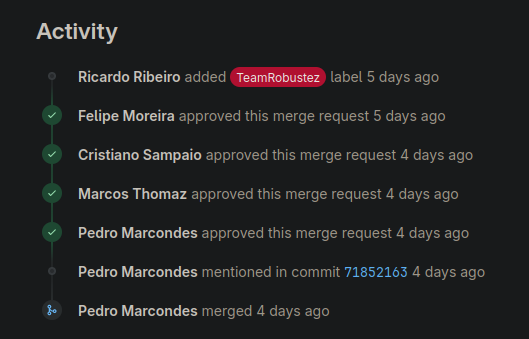 Activity
Ricardo Ribeiro added TeamRobustez label 5 days ago
Felipe Moreira approved this merge request 5 days ago
Cristiano Sampaio approved this merge request 4 days ago
Marcos Thomaz approved this merge request 4 days ago
Pedro Marcondes approved this merge request 4 days ago
Pedro Marcondes mentioned in commit 71852163 4 days ago
Pedro Marcondes merged 4 days ago